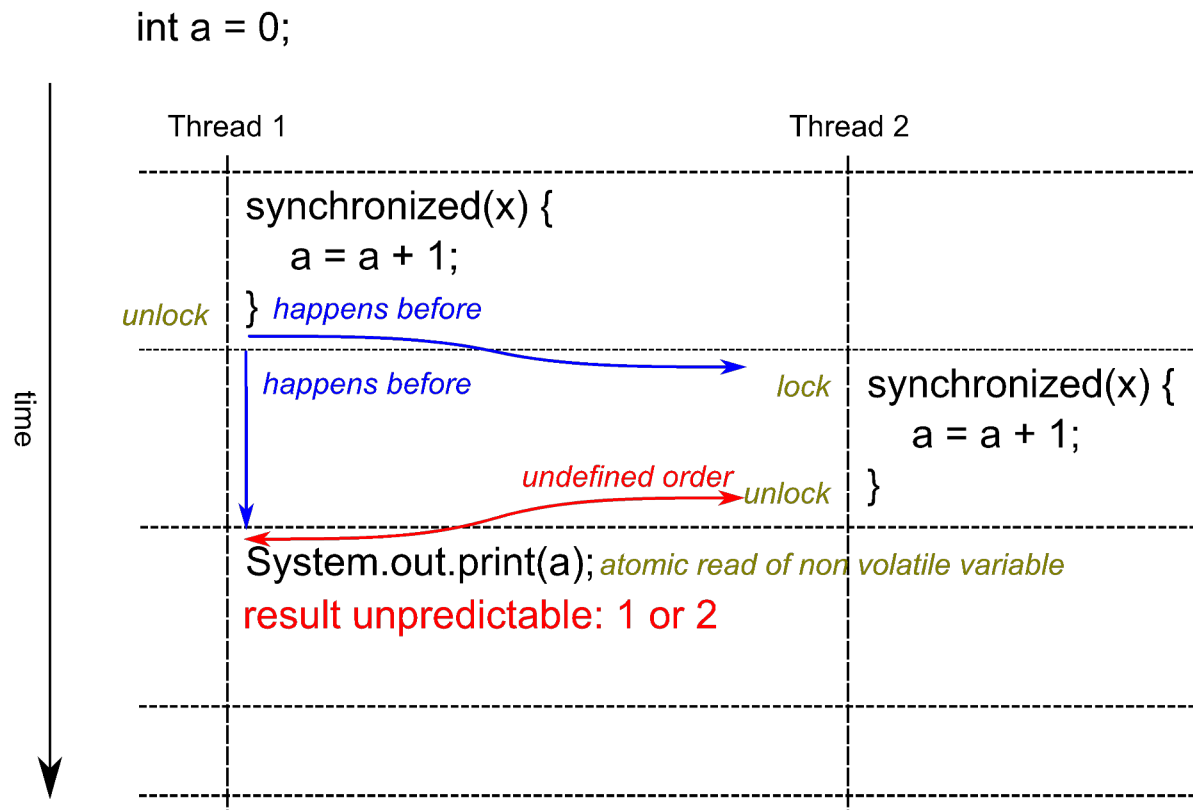 int a = 0;
Thread 1
Thread 2
synchronized(x) {
a = a + 1;
unlock } happens before
happens before
lock synchronized(x) {
a = a + 1;
time
undefined order
unlock }
System.out.print(a); atomic read of non volatile variable
result unpredictable: 1 or 2